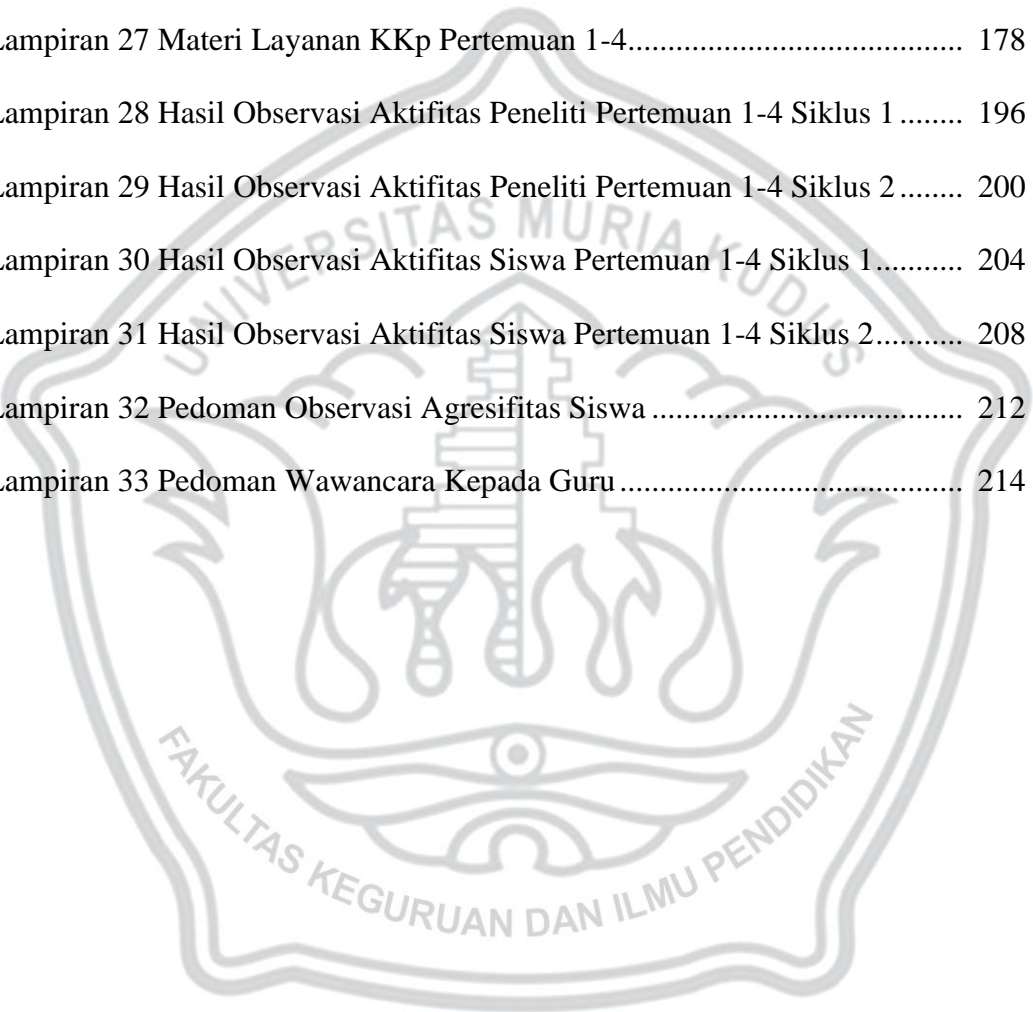 Lampiran 27 Materi Layanan KKp Pertemuan 1-4...................................... 178
Lampiran 28 Hasil Observasi Aktifitas Peneliti Pertemuan 1-4 Siklus 1 ........ 196
Lampiran 29 Hasil Observasi Aktifitas Peneliti Pertemuan 1-4 Siklus 2 ........ 200
Lampiran 30 Hasil Observasi Aktifitas Siswa Pertemuan 1-4 Siklus 1........... 204
Lampiran 31 Hasil Observasi Aktifitas Siswa Pertemuan 1-4 Siklus 2........... 208
Lampiran 32 Pedoman Observasi Agresifitas Siswa ...................................... 212
Lampiran 33 Pedoman Wawancara Kepada Guru ......................................... 214
UNIVERSITAS MURIA KUDUS
FAKULTAS KEGURUAN DAN ILMU PENDIDIKAN